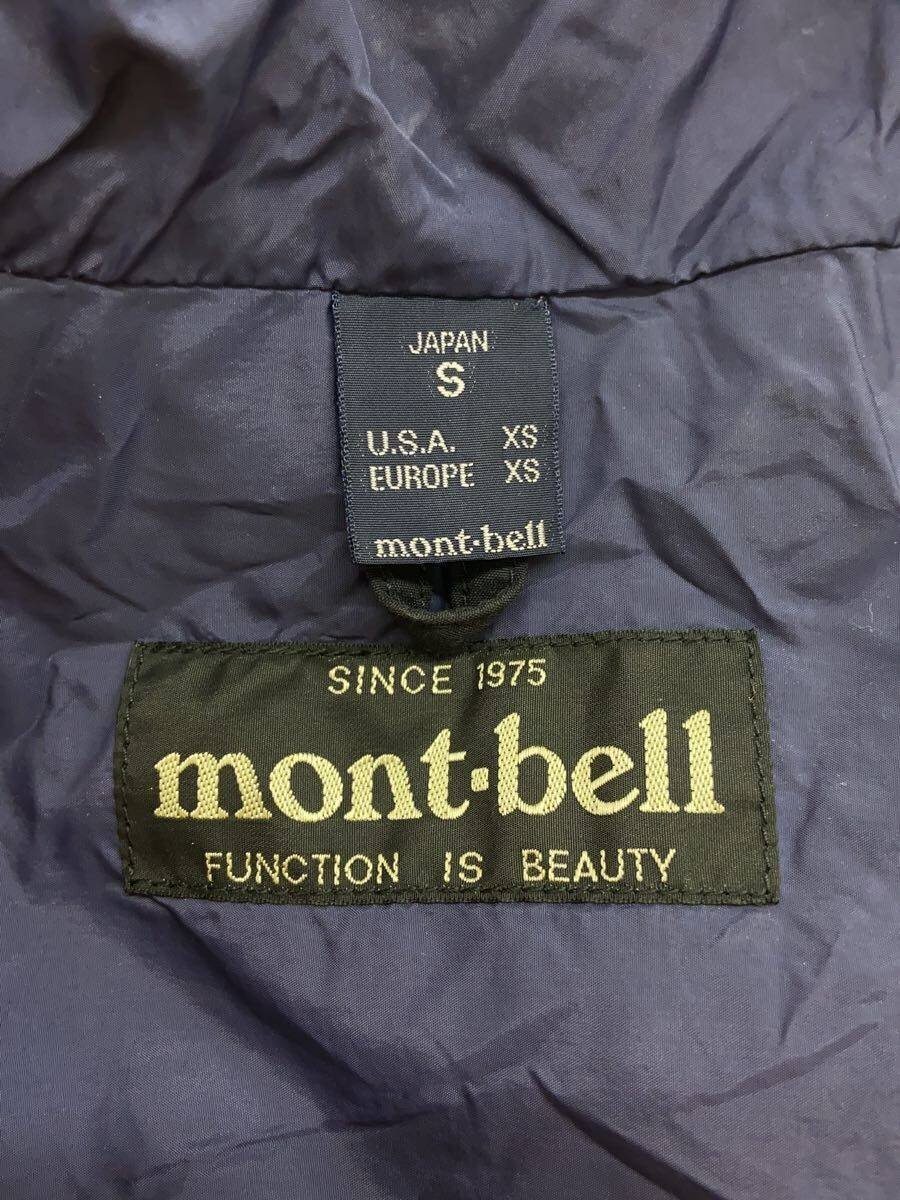 JAPAN
S
U.S.A. XS
EUROPE XS
mont-bell
SINCE 1975
mont-bell
FUNCTION IS BEAUTY